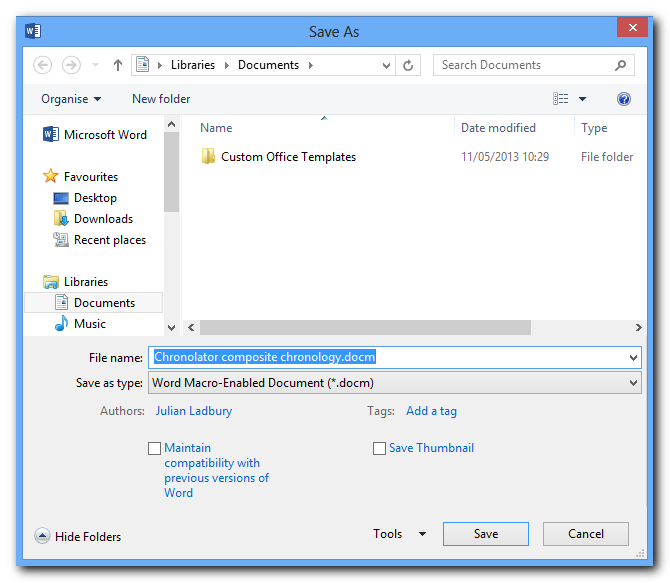 Save As
Libraries Documents
Search Documents
Organise New folder
Name Date modified Type
Microsoft Word
Custom Office Templates 11/05/2013 10:29 File folder
Favourites
Desktop
Downloads
Recent places
Libraries
Documents
Music
File name: Chronolator composite chronology.docm
Save as type: Word Macro-Enabled Document (*.docm)
Authors: Julian Ladbury Tags: Add a tag
Maintain
compatibility with
previous versions of
Word
Save Thumbnail
Hide Folders Tools Save Cancel